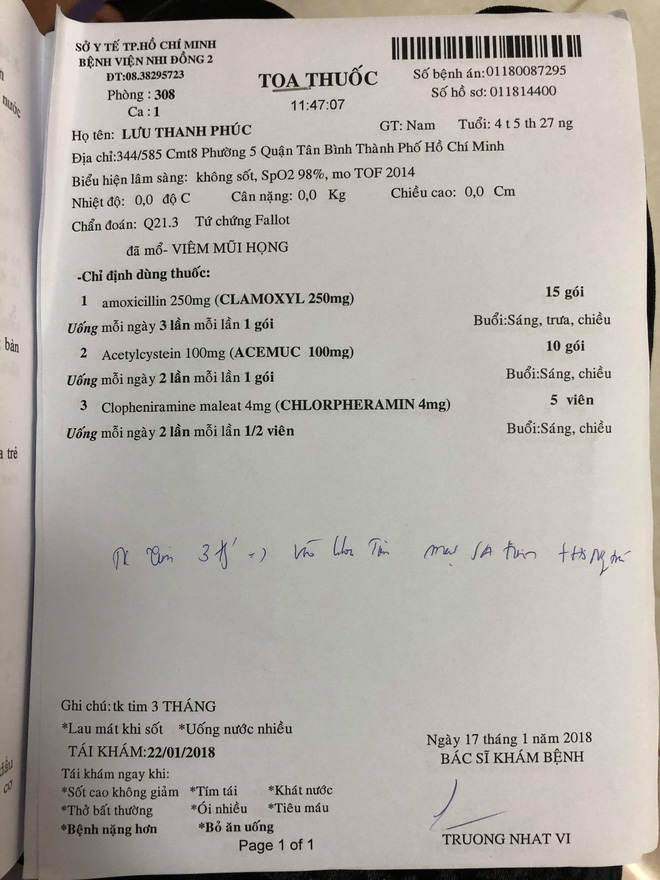 SỞ Y TẾ TP.HỒ CHÍ MINH
BỆNH VIỆN NHI ĐỒNG 2
ĐT:08.38295723
Phòng : 308
Ca : 1
TOA THUỐC
11:47:07
Số bệnh án:01180087295
Số hồ sơ: 011814400
Họ tên: LƯU THANH PHÚC GT: Nam Tuổi: 4 t 5 th 27 ng
Địa chỉ:344/585 Cmt8 Phường 5 Quận Tân Bình Thành Phố Hồ Chí Minh
Biểu hiện lâm sàng: không sốt, SpO2 98%, mo TOF 2014
Nhiệt độ: 0,0 độ C Cân nặng: 0,0 Kg Chiều cao: 0,0 Cm
Chẩn đoán: Q21.3 Tứ chứng Fallot
đã mổ- VIÊM MŨI HỌNG
-Chỉ định dùng thuốc:
1 amoxicillin 250mg (CLAMOXYL 250mg) 15 gói
Uống mỗi ngày 3 lần mỗi lần 1 gói Buổi:Sáng, trưa, chiều
2 Acetylcystein 100mg (ACEMUC 100mg) 10 gói
Uống mỗi ngày 2 lần mỗi lần 1 gói Buổi:Sáng, chiều
3 Clopheniramine maleat 4mg (CHLORPHERAMIN 4mg) 5 viên
Uống mỗi ngày 2 lần mỗi lần 1/2 viên Buổi:Sáng, chiều
Ghi chú:tk tim 3 THÁNG
*Lau mát khi sốt *Uống nước nhiều
TÁI KHÁM:22/01/2018
Tái khám ngay khi:
*Sốt cao không giảm *Tím tái *Khát nước
*Thở bất thường *Ói nhiều *Tiêu máu
*Bệnh nặng hơn *Bỏ ăn uống
Page 1 of 1
Ngày 17 tháng 1 năm 2018
BÁC SĨ KHÁM BỆNH
TRUONG NHAT VI
nước
bản
a trẻ
dấu
cơ